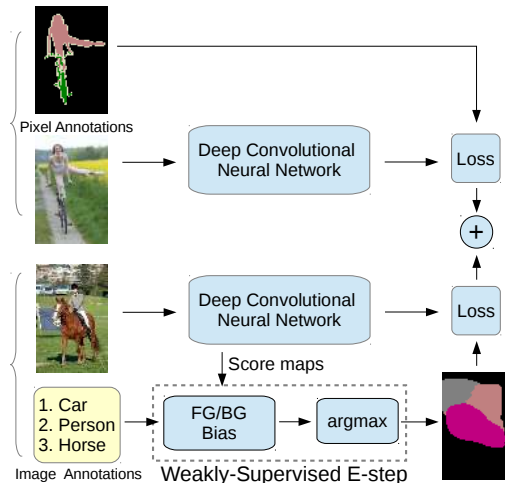 Pixel Annotations
Deep Convolutional
Neural Network
Loss
+
Deep Convolutional
Neural Network
Loss
Score maps
1. Car
2. Person
3. Horse
FG/BG
Bias
argmax
Image Annotations
Weakly-Supervised E-step